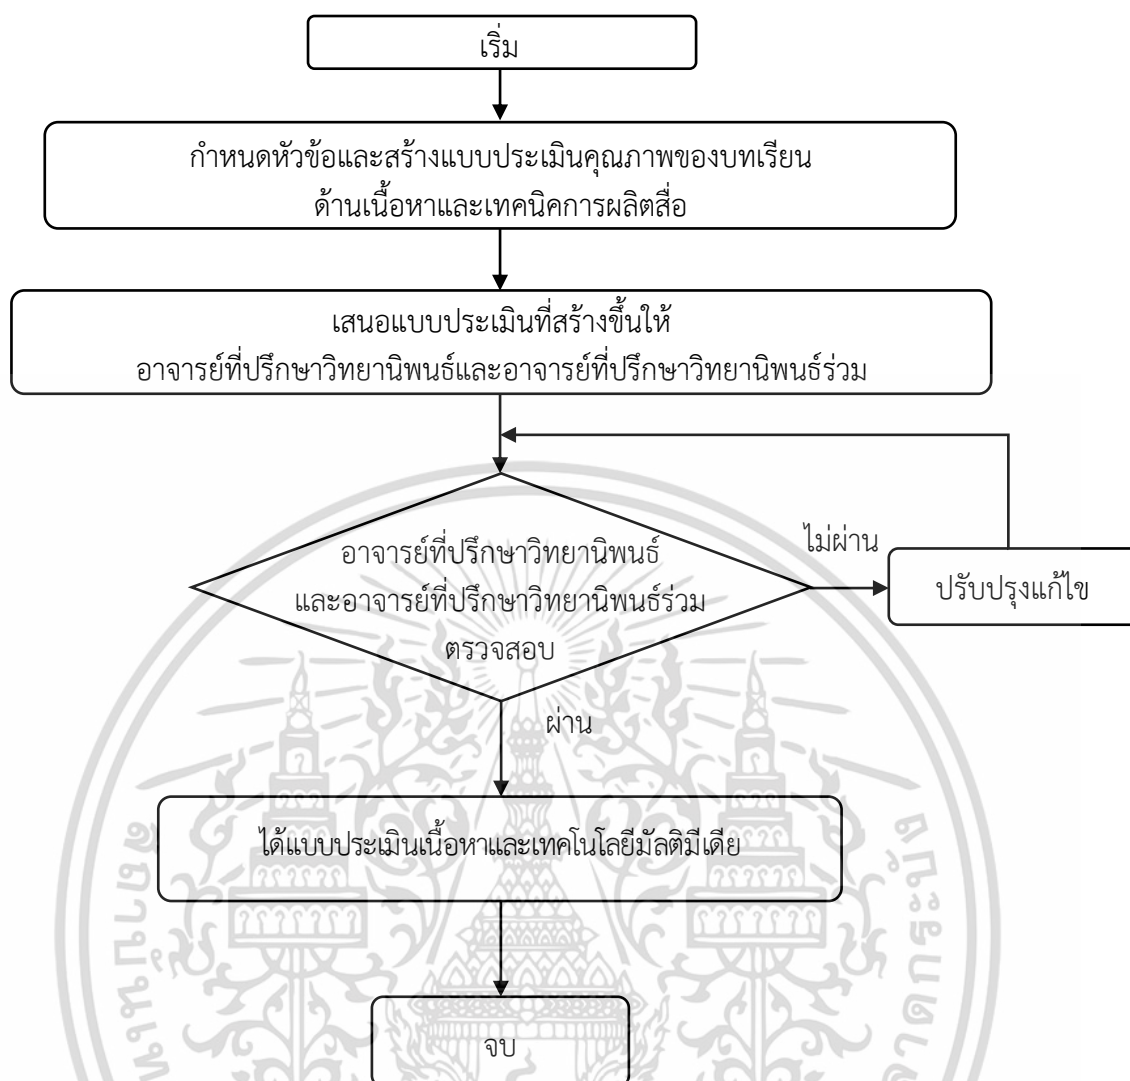 เริ่ม
กำหนดหัวข้อและสร้างแบบประเมินคุณภาพของบทเรียน
ด้านเนื้อหาและเทคนิคการผลิตสื่อ
เสนอแบบประเมินที่สร้างขึ้นให้
อาจารย์ที่ปรึกษาวิทยานิพนธ์และอาจารย์ที่ปรึกษาวิทยานิพนธ์ร่วม
อาจารย์ที่ปรึกษาวิทยานิพนธ์
และอาจารย์ที่ปรึกษาวิทยานิพนธ์ร่วม
ตรวจสอบ
ไม่ผ่าน
ปรับปรุงแก้ไข
ผ่าน
ได้แบบประเมินเนื้อหาและเทคโนโลยีมัลติมีเดีย
จบ